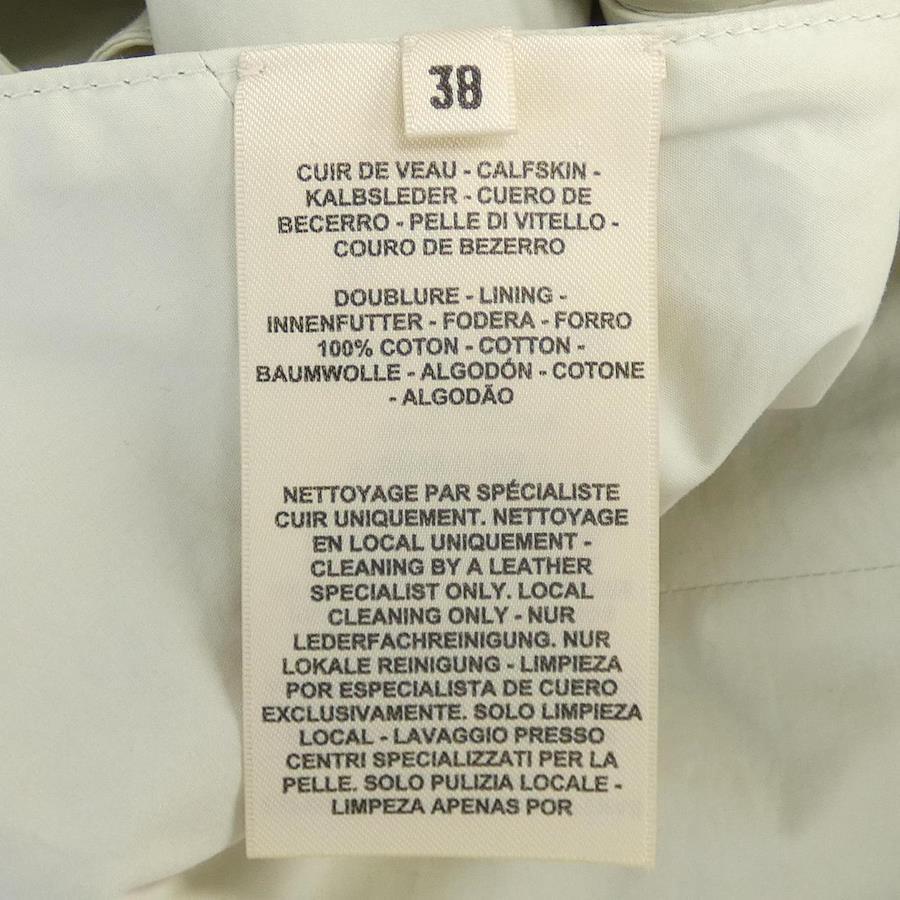 38
CUIR DE VEAU - CALFSKIN -
KALBSLEDER - CUERO DE
BECERRO - PELLE DI VITELLO -
COURO DE BEZERRO
DOUBLURE - LINING -
INNENFUTTER - FODERA - FORRO
100% COTON - COTTON -
BAUMWOLLE - ALGODÓN - COTONE
- ALGODÃO
NETTOYAGE PAR SPÉCIALISTE
CUIR UNIQUEMENT. NETTOYAGE
EN LOCAL UNIQUEMENT -
CLEANING BY A LEATHER
SPECIALIST ONLY. LOCAL
CLEANING ONLY - NUR
LEDERFACHREINIGUNG. NUR
LOKALE REINIGUNG - LIMPIEZA
POR ESPECIALISTA DE CUERO
EXCLUSIVAMENTE. SOLO LIMPIEZA
LOCAL - LAVAGGIO PRESSO
CENTRI SPECIALIZZATI PER LA
PELLE. SOLO PULIZIA LOCALE -
LIMPEZA APENAS POR